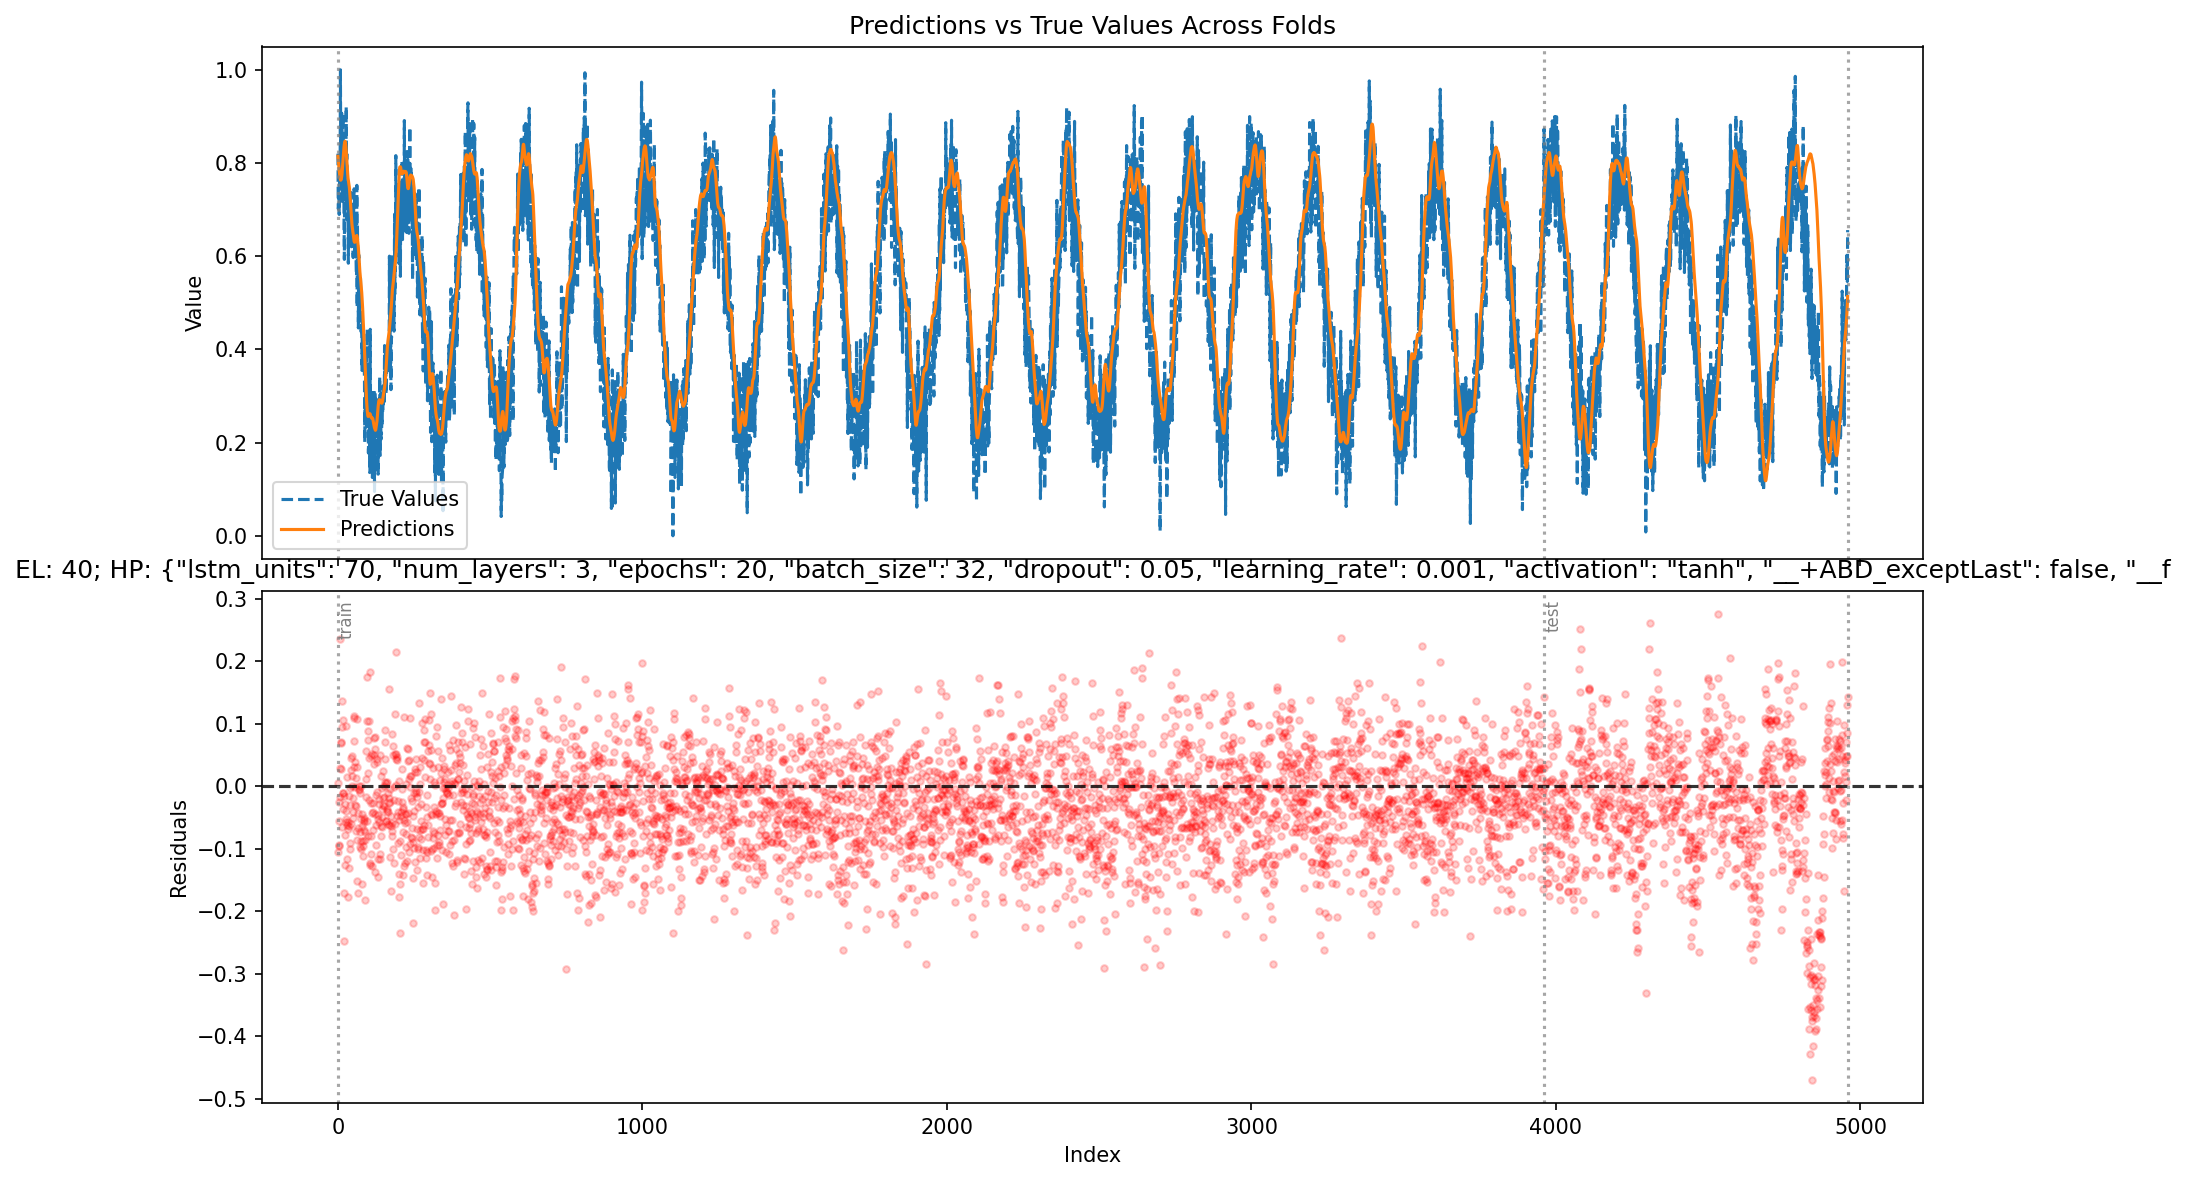 Predictions vs True Values Across Folds
1.0
0.8
0.6
0.4
0.2
0.0
Value
True Values
Predictions
EL: 40; HP: {"lstm_units": 70, "num_layers": 3, "epochs": 20, "batch_size": 32, "dropout": 0.05, "learning_rate": 0.001, "activation": "tanh", "__+ABD_exceptLast": false, "__f
train
test
0.3
0.2
0.1
0.0
−0.1
−0.2
−0.3
−0.4
−0.5
Residuals
0
1000
2000
3000
4000
5000
Index